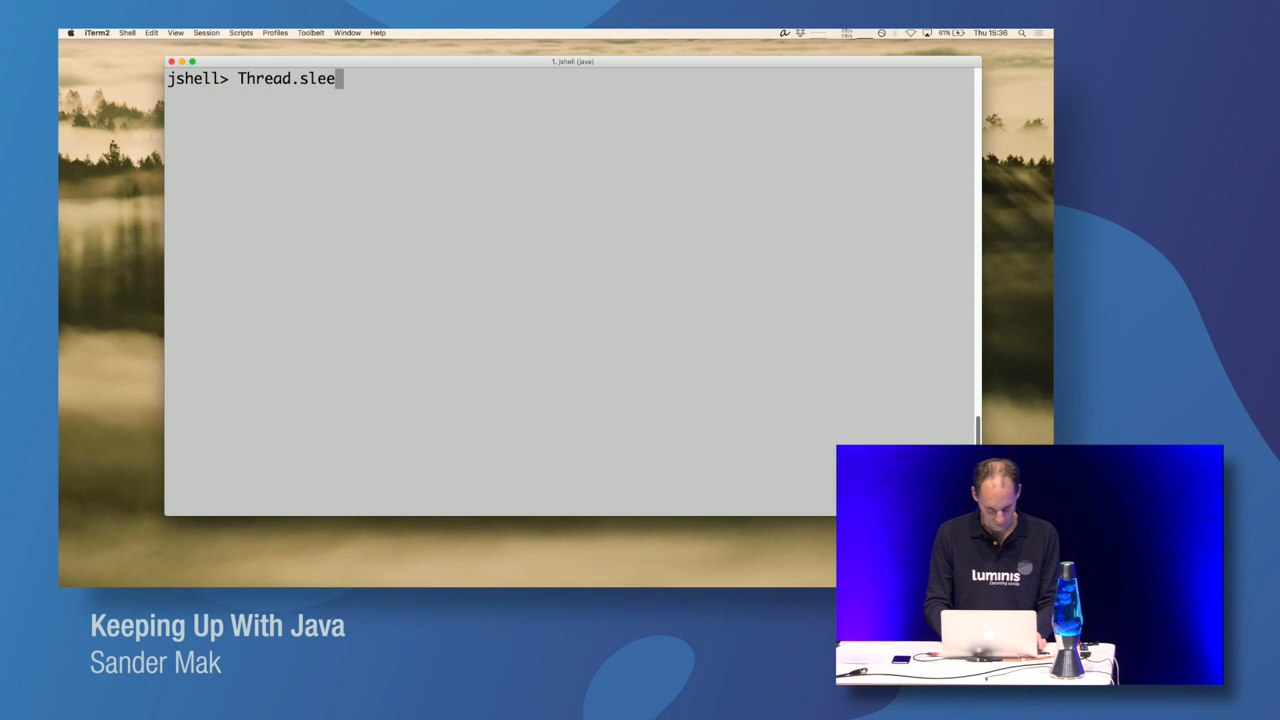 iTerm2 Shell Edit View Session Scripts Profiles Toolbelt Window Help
61% Thu 15:36
1. jshell (java)
jshell> Thread.slee
luminis
Keeping Up With Java
Sander Mak